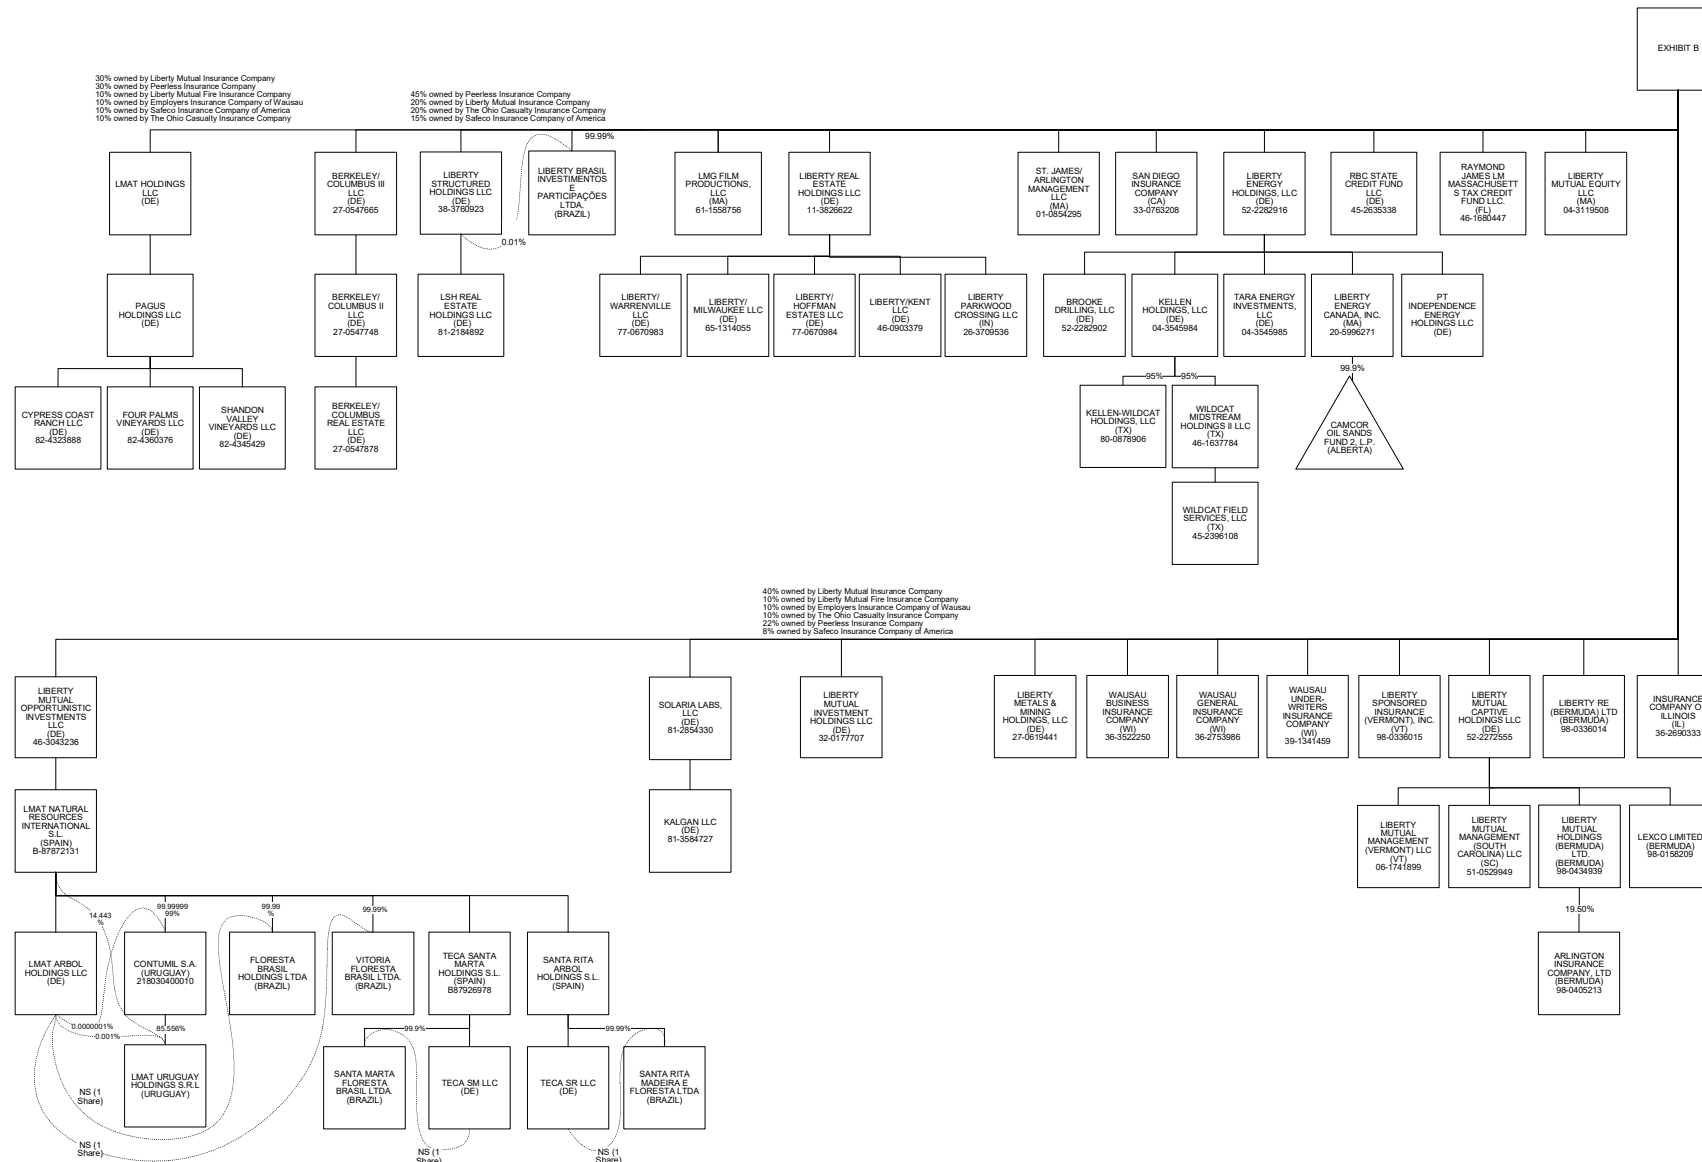 EXHIBIT B
30% owned by Liberty Mutual Insurance Company
30% owned by Peerless Insurance Company
10% owned by Liberty Mutual Fire Insurance Company
10% owned by Employers Insurance Company of Wausau
10% owned by Safeco Insurance Company of America
10% owned by The Ohio Casualty Insurance Company
45% owned by Peerless Insurance Company
20% owned by Liberty Mutual Insurance Company
20% owned by The Ohio Casualty Insurance Company
15% owned by Safeco Insurance Company of America
99.99%
LMAT HOLDINGS
LLC
(DE)
BERKELEY/
COLUMBUS III
LLC
(DE)
27-0547665
LIBERTY
STRUCTURED
HOLDINGS LLC
(DE)
38-3760923
LIBERTY BRASIL
INVESTIMENTOS
E
PARTICIPAÇÕES
LTDA.
(BRAZIL)
LMG FILM
PRODUCTIONS,
LLC
(MA)
61-1558756
LIBERTY REAL
ESTATE
HOLDINGS LLC
(DE)
11-3826622
ST. JAMES/
ARLINGTON
MANAGEMENT
LLC
(MA)
01-0854295
SAN DIEGO
INSURANCE
COMPANY
(CA)
33-0763208
LIBERTY
ENERGY
HOLDINGS, LLC
(DE)
52-2282916
RBC STATE
CREDIT FUND
LLC
(DE)
45-2635338
RAYMOND
JAMES LM
MASSACHUSETT
S TAX CREDIT
FUND LLC.
(FL)
46-1680447
LIBERTY
MUTUAL EQUITY
LLC
(MA)
04-3119508
0.01%
PAGUS
HOLDINGS LLC
(DE)
BERKELEY/
COLUMBUS II
LLC
(DE)
27-0547748
LSH REAL
ESTATE
HOLDINGS LLC
(DE)
81-2184892
LIBERTY/
WARRENVILLE
LLC
(DE)
77-0670983
LIBERTY/
MILWAUKEE LLC
(DE)
65-1314055
LIBERTY/
HOFFMAN
ESTATES LLC
(DE)
77-0670984
LIBERTY/KENT
LLC
(DE)
46-0903379
LIBERTY
PARKWOOD
CROSSING LLC
(IN)
26-3709536
BROOKE
DRILLING, LLC
(DE)
52-2282902
KELLEN
HOLDINGS, LLC
(DE)
04-3545984
TARA ENERGY
INVESTMENTS,
LLC
(DE)
04-3545985
LIBERTY
ENERGY
CANADA, INC.
(MA)
20-5996271
PT
INDEPENDENCE
ENERGY
HOLDINGS LLC
(DE)
95%
95%
99.9%
CYPRESS COAST
RANCH LLC
(DE)
82-4323888
FOUR PALMS
VINEYARDS LLC
(DE)
82-4360376
SHANDON
VALLEY
VINEYARDS LLC
(DE)
82-4345429
BERKELEY/
COLUMBUS
REAL ESTATE
LLC
(DE)
27-0547878
KELLEN-WILDCAT
HOLDINGS, LLC
(TX)
80-0878906
WILDCAT
MIDSTREAM
HOLDINGS II LLC
(TX)
46-1637784
CAMCOR
OIL SANDS
FUND 2, L.P.
(ALBERTA)
WILDCAT FIELD
SERVICES, LLC
(TX)
45-2396108
40% owned by Liberty Mutual Insurance Company
10% owned by Liberty Mutual Fire Insurance Company
10% owned by Employers Insurance Company of Wausau
10% owned by The Ohio Casualty Insurance Company
22% owned by Peerless Insurance Company
8% owned by Safeco Insurance Company of America
LIBERTY
MUTUAL
OPPORTUNISTIC
INVESTMENTS
LLC
(DE)
46-3043236
SOLARIA LABS,
LLC
(DE)
81-2854330
LIBERTY
MUTUAL
INVESTMENT
HOLDINGS LLC
(DE)
32-0177707
LIBERTY
METALS &
MINING
HOLDINGS, LLC
(DE)
27-0619441
WAUSAU
BUSINESS
INSURANCE
COMPANY
(WI)
36-3522250
WAUSAU
GENERAL
INSURANCE
COMPANY
(WI)
36-2753986
WAUSAU
UNDER-
WRITERS
INSURANCE
COMPANY
(WI)
39-1341459
LIBERTY
SPONSORED
INSURANCE
(VERMONT), INC.
(VT)
98-0336015
LIBERTY
MUTUAL
CAPTIVE
HOLDINGS LLC
(DE)
52-2272555
LIBERTY RE
(BERMUDA) LTD
(BERMUDA)
98-0336014
INSURANCE
COMPANY O
ILLINOIS
(IL)
36-2690333
LMAT NATURAL
RESOURCES
INTERNATIONAL
S.L.
(SPAIN)
B-87872131
KALGAN LLC
(DE)
81-3584727
LIBERTY
MUTUAL
MANAGEMENT
(VERMONT) LLC
(VT)
06-1741899
LIBERTY
MUTUAL
MANAGEMENT
(SOUTH
CAROLINA) LLC
(SC)
51-0529949
LIBERTY
MUTUAL
HOLDINGS
(BERMUDA)
LTD.
(BERMUDA)
98-0434939
LEXCO LIMITED
(BERMUDA)
98-0158209
14.443
%
99.99999
99%
99.99
%
99.99%
19.50%
LMAT ARBOL
HOLDINGS LLC
(DE)
CONTUMIL S.A.
(URUGUAY)
218030400010
FLORESTA
BRASIL
HOLDINGS LTDA
(BRAZIL)
VITORIA
FLORESTA
BRASIL LTDA.
(BRAZIL)
TECA SANTA
MARTA
HOLDINGS S.L.
(SPAIN)
B87926978
SANTA RITA
ARBOL
HOLDINGS S.L.
(SPAIN)
ARLINGTON
INSURANCE
COMPANY, LTD
(BERMUDA)
98-0405213
0.0000001%
0.001%
85.556%
99.9%
99.99%
LMAT URUGUAY
HOLDINGS S.R.L
(URUGUAY)
SANTA MARTA
FLORESTA
BRASIL LTDA.
(BRAZIL)
TECA SM LLC
(DE)
TECA SR LLC
(DE)
SANTA RITA
MADEIRA E
FLORESTA LTDA
(BRAZIL)
NS (1
Share)
NS (1
Share)
NS (1
Share)
NS (1
Share)